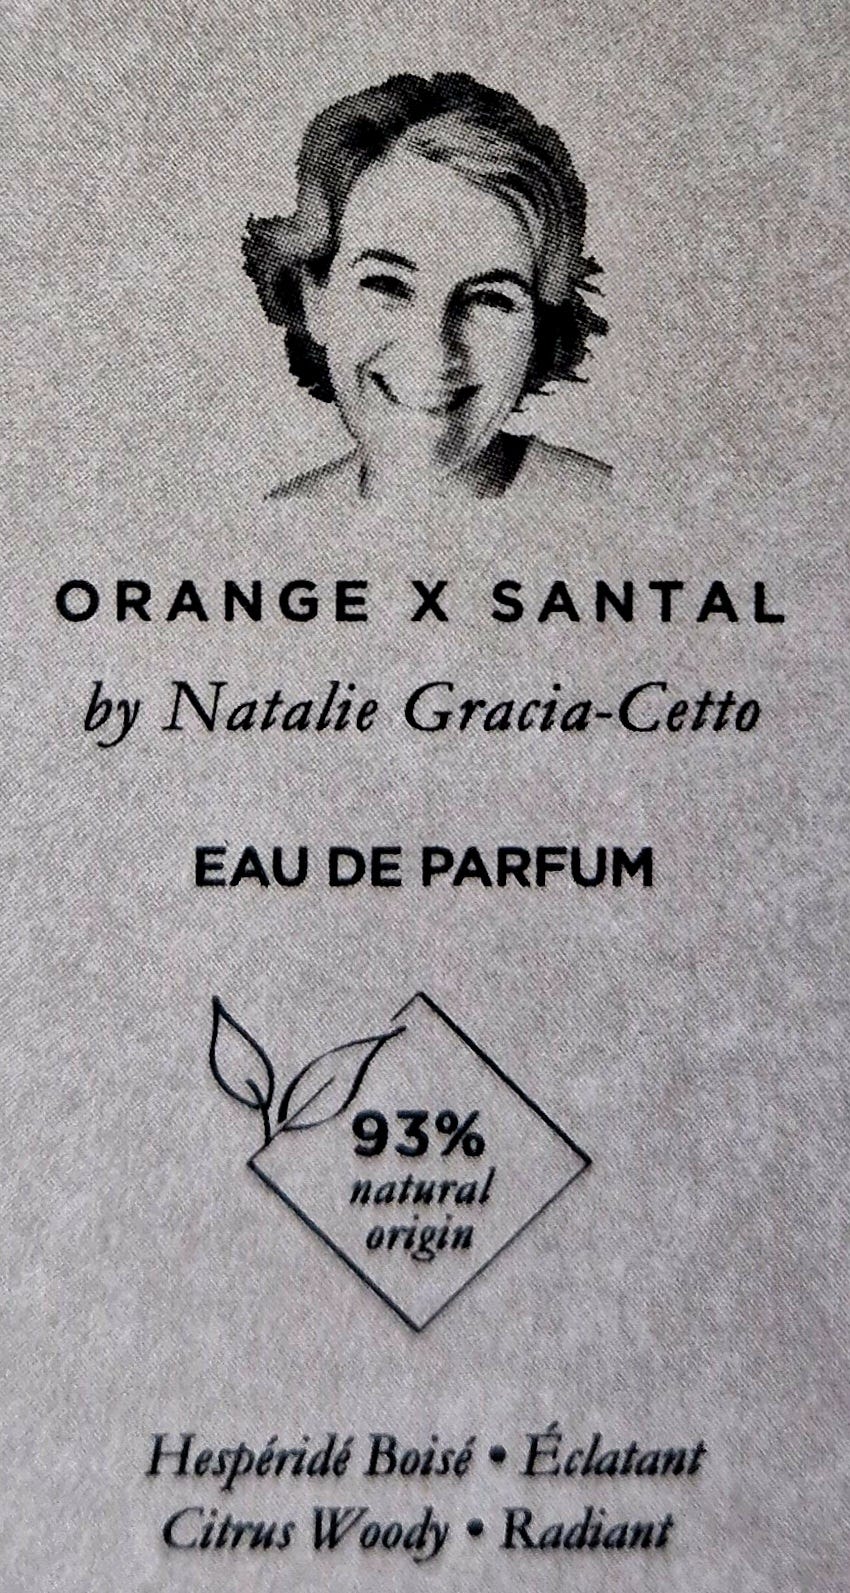 ORANGE X SANTAL
by Natalie Gracia-Cetto
EAU DE PARFUM
93%
natural
origin
Hespéridé Boisé • Éclatant
Citrus Woody • Radiant